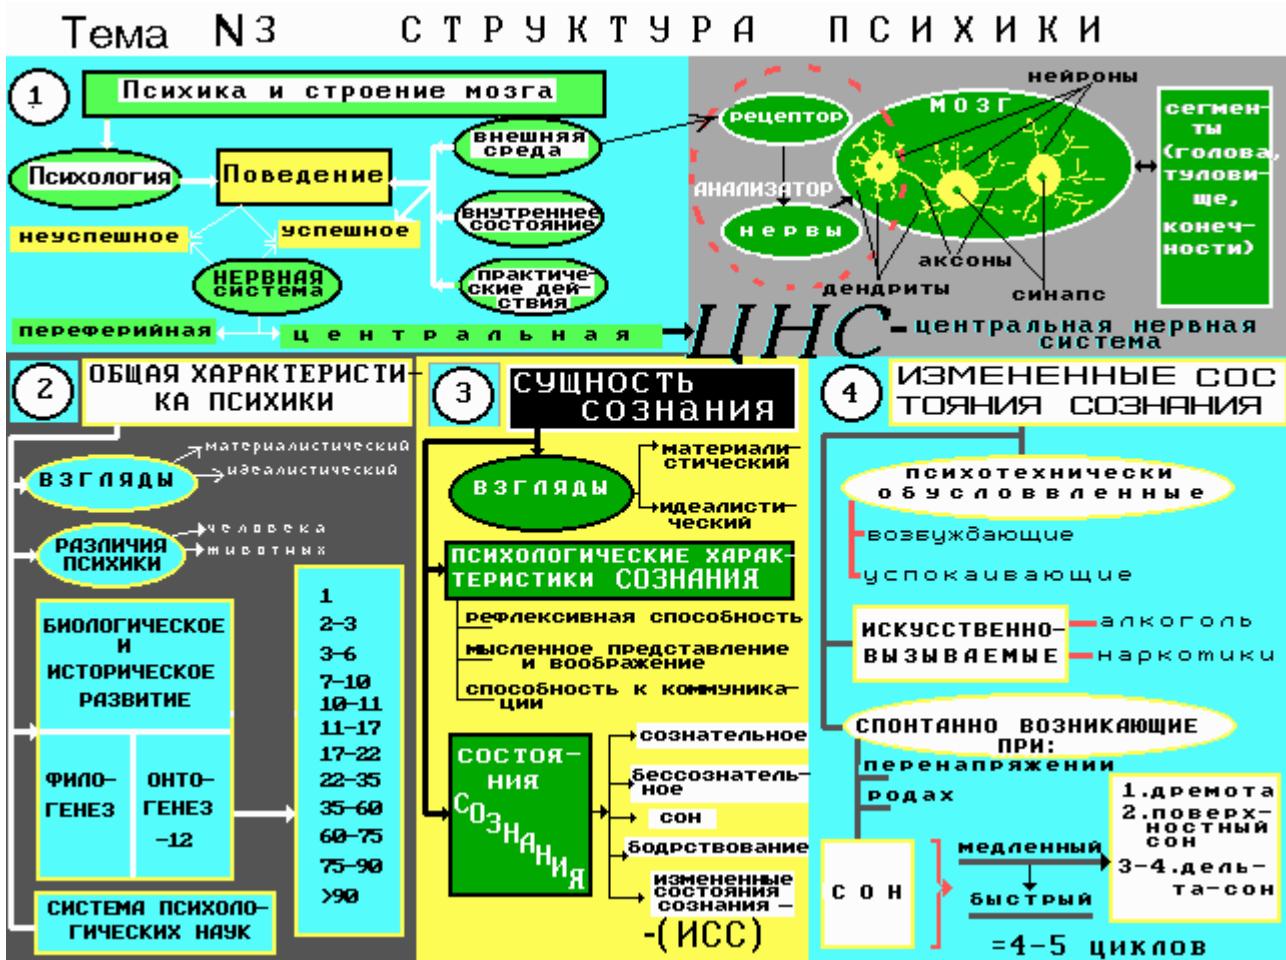 Тема N3 СТРУКТУРА ПСИХИКИ
1
Психика и строение мозга
Психология
Поведение
неуспешное
успешное
внешняя
среда
внутреннее
состояние
практиче-
ские дей-
ствия
НЕРВНАЯ
система
переферийная
центральная
рецептор
АНАЛИЗАТОР
нервы
МОЗГ
нейроны
дендриты
аксоны
синапс
сегмен-
ты
(голова,
тулови-
ще,
конеч-
ности)
ЦНС - центральная нервная
система
2
ОБЩАЯ ХАРАКТЕРИСТИ-
КА ПСИХИКИ
ВЗГЛЯДЫ
материалистический
идеалистический
РАЗЛИЧИЯ
ПСИХИКИ
человека
животных
БИОЛОГИЧЕСКОЕ
И
ИСТОРИЧЕСКОЕ
РАЗВИТИЕ
ФИЛО-
ГЕНЕЗ
ОНТО-
ГЕНЕЗ
-12
1
2-3
3-6
7-10
10-11
11-17
17-22
22-35
35-60
60-75
75-90
>90
СИСТЕМА ПСИХОЛО-
ГИЧЕСКИХ НАУК
3
СУЩНОСТЬ
СОЗНАНИЯ
ВЗГЛЯДЫ
материали-
стический
идеалисти-
ческий
ПСИХОЛОГИЧЕСКИЕ ХАРАК-
ТЕРИСТИКИ СОЗНАНИЯ
рефлексивная способность
мысленное представление
и воображение
способность к коммуника-
ции
СОСТОЯ-
НИЯ
СОЗНАНИЯ
сознательное
бессознатель-
ное
сон
бодрствование
измененные
состояния
сознания -
-(ИСС)
4
ИЗМЕНЕННЫЕ СОС
ТОЯНИЯ СОЗНАНИЯ
ПСИХОТЕХНИЧЕСКИ
ОБУСЛОВВЛЕННЫЕ
возвуждающие
успокаивающие
ИСКУССТВЕННО-
ВЫЗЫВАЕМЫЕ
алкоголь
наркотики
СПОНТАННО ВОЗНИКАЮЩИЕ
ПРИ:
перенапряжении
родах
СОН
медленный
быстрый
=4-5 циклов
1.дремота
2.поверх-
ностный
сон
3-4.дель-
та-сон